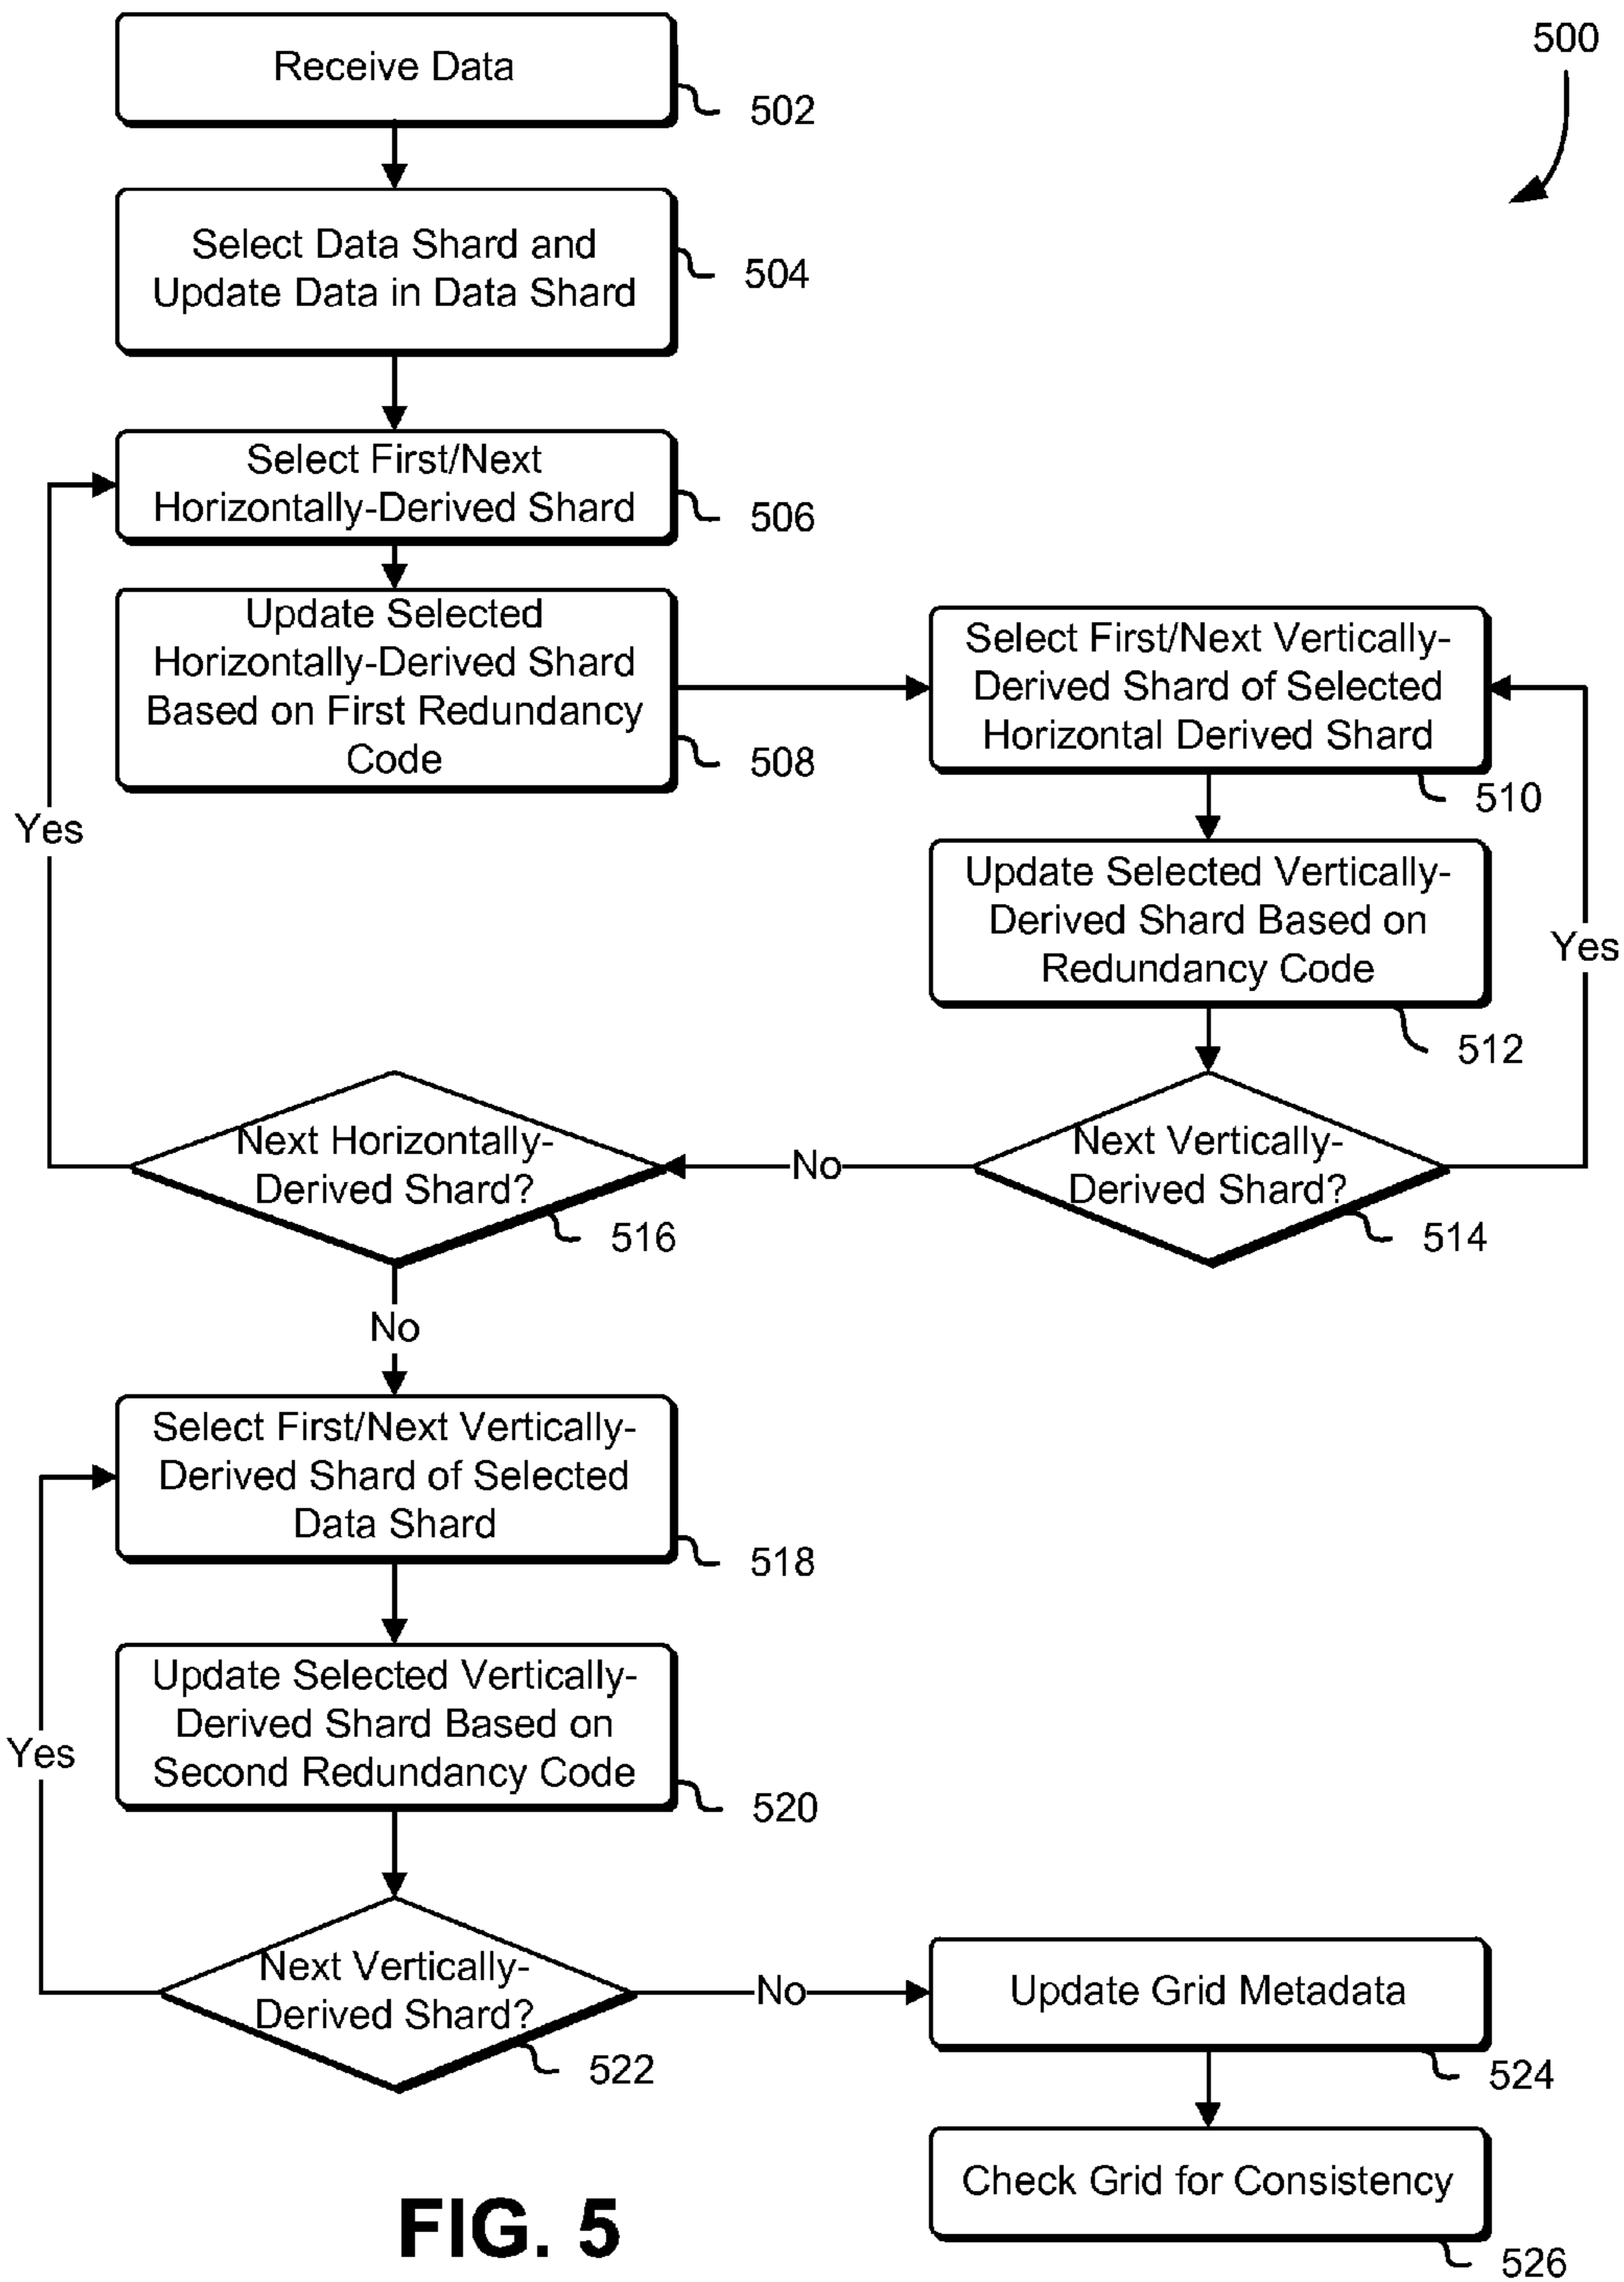 500
Receive Data
502
Select Data Shard and
Update Data in Data Shard
504
Select First/Next
Horizontally-Derived Shard
506
Update Selected
Horizontally-Derived Shard
Based on First Redundancy
Code
508
Select First/Next Vertically-
Derived Shard of Selected
Horizontal Derived Shard
510
Update Selected Vertically-
Derived Shard Based on
Redundancy Code
512
Yes
Yes
Next Vertically-
Derived Shard?
514
No
Next Horizontally-
Derived Shard?
516
No
Select First/Next Vertically-
Derived Shard of Selected
Data Shard
518
Update Selected Vertically-
Derived Shard Based on
Second Redundancy Code
520
Yes
Next Vertically-
Derived Shard?
522
No
Update Grid Metadata
524
Check Grid for Consistency
526
FIG. 5